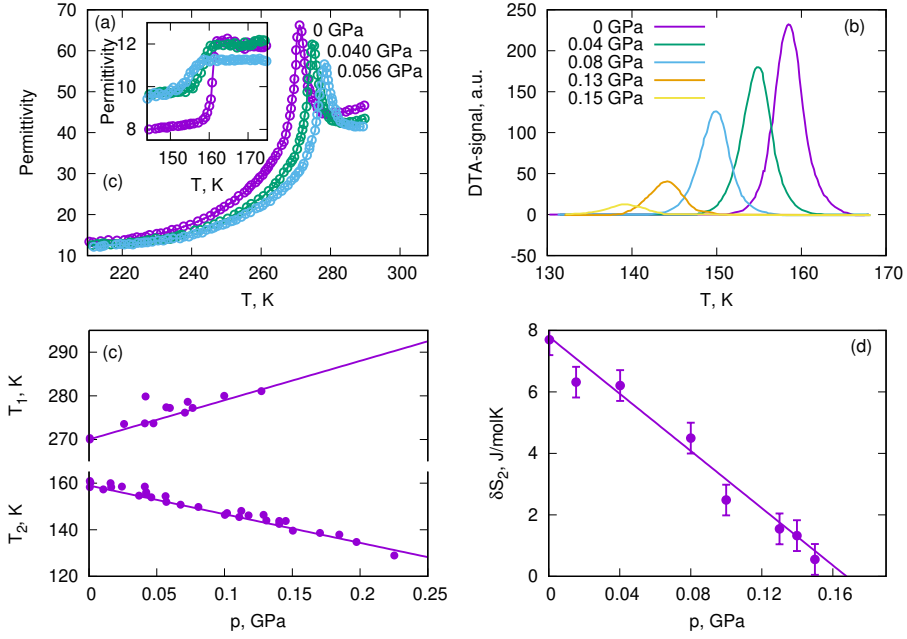 (a)
0 GPa
0.040 GPa
0.056 GPa
(c)
Permittivity
70
60
50
40
30
20
10
220
240
260
280
300
T, K
Permittivity
12
10
8
150
160
170
T, K
(b)
0 GPa
0.04 GPa
0.08 GPa
0.13 GPa
0.15 GPa
DTA-signal, a.u.
250
200
150
100
50
0
-50
130
140
150
160
170
T, K
(c)
T1, K
290
280
270
T2, K
160
140
120
0
0.05
0.1
0.15
0.2
0.25
p, GPa
(d)
δS2, J/molK
8
6
4
2
0
0
0.04
0.08
0.12
0.16
p, GPa